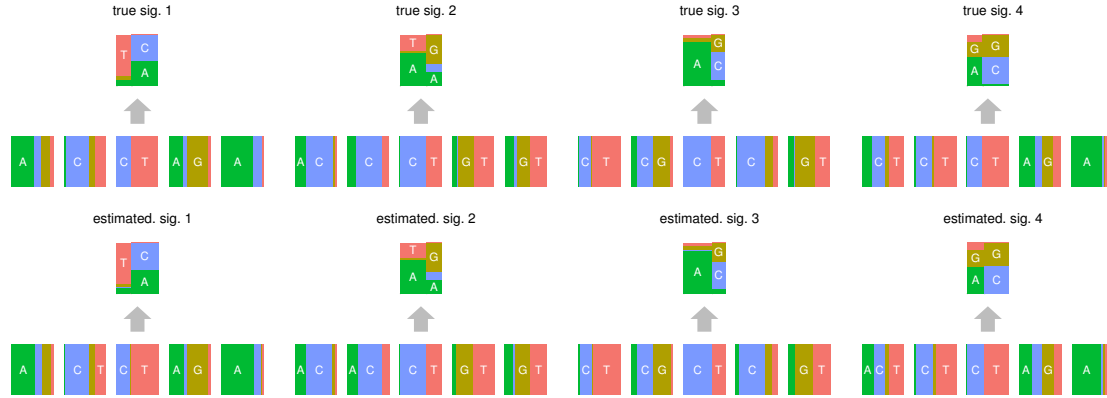 true sig. 1 true sig. 2 true sig. 3 true sig. 4
T C A T G A A G A C G G A C
A C C T A G A A C C C T G T G T C T C G C T C G T C T C T C T A G A
estimated. sig. 1 estimated. sig. 2 estimated. sig. 3 estimated. sig. 4
T C A T G A A G A C G G A C
A C T C T A G A A C A C C T G T G T C T C G C T C G T A C T C T C T A G A